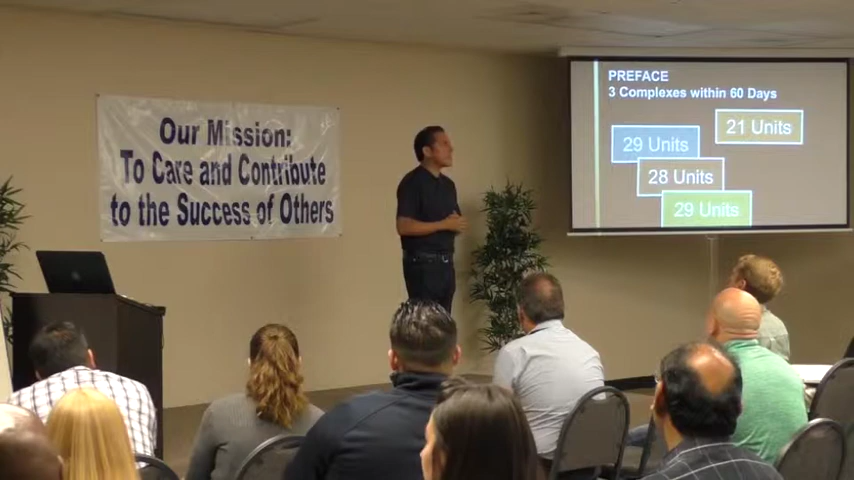 Our Mission:
To Care and Contribute
to the Success of Others
PREFACE
3 Complexes within 60 Days
21 Units
29 Units
28 Units
29 Units